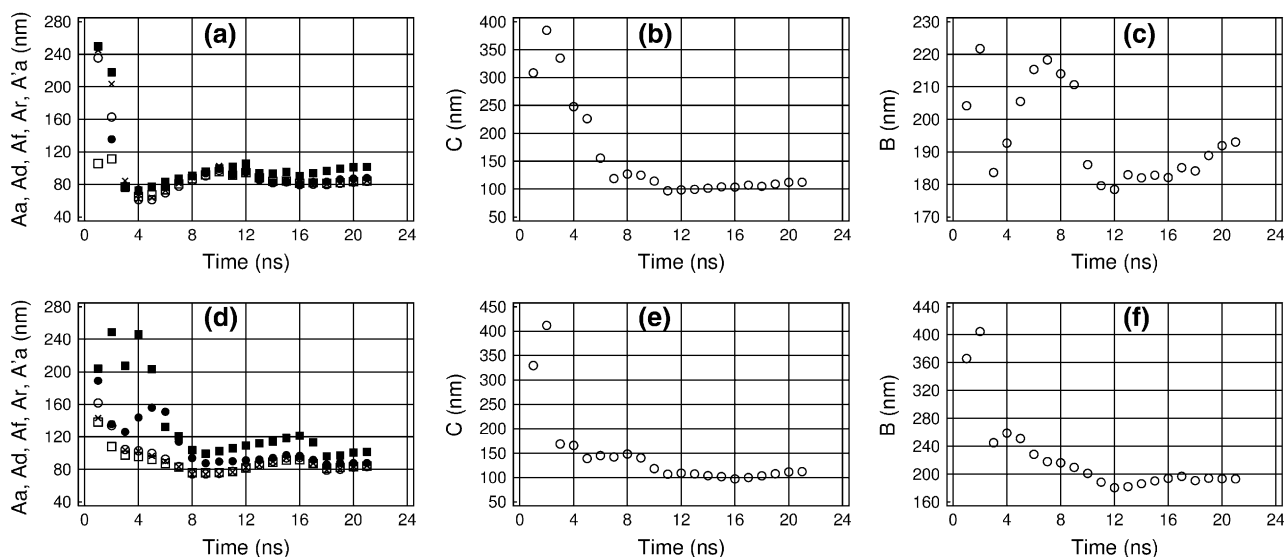 (a)
Aa, Ad, Af, Ar, A'a (nm)
280
240
200
160
120
80
40
0 4 8 12 16 20 24
Time (ns)
(b)
C (nm)
400
350
300
250
200
150
100
50
0 4 8 12 16 20 24
Time (ns)
(c)
B (nm)
230
220
210
200
190
180
170
0 4 8 12 16 20 24
Time (ns)
(d)
Aa, Ad, Af, Ar, A'a (nm)
280
240
200
160
120
80
40
0 4 8 12 16 20 24
Time (ns)
(e)
C (nm)
450
400
350
300
250
200
150
100
50
0 4 8 12 16 20 24
Time (ns)
(f)
B (nm)
440
400
360
320
280
240
200
160
0 4 8 12 16 20 24
Time (ns)